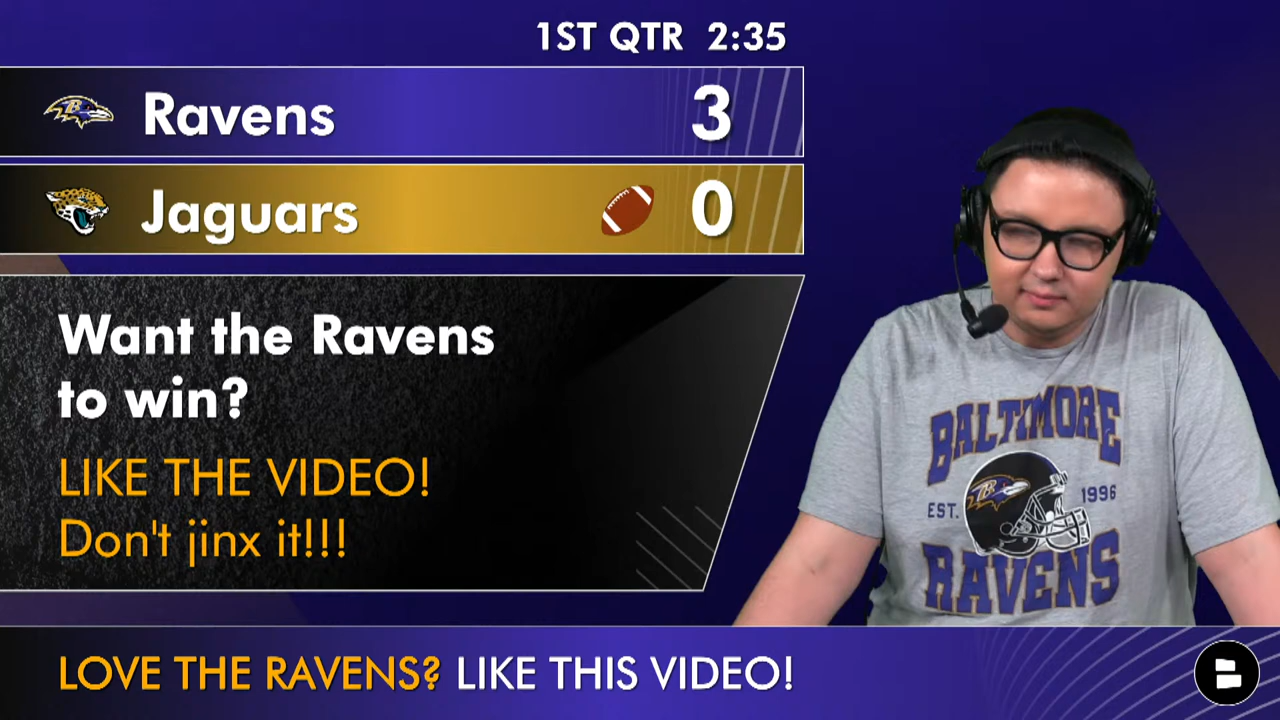 1ST QTR 2:35
Ravens 3
Jaguars 0
Want the Ravens
to win?
LIKE THE VIDEO!
Don't jinx it!!!
BALTIMORE
EST. 1996
RAVENS
LOVE THE RAVENS? LIKE THIS VIDEO!